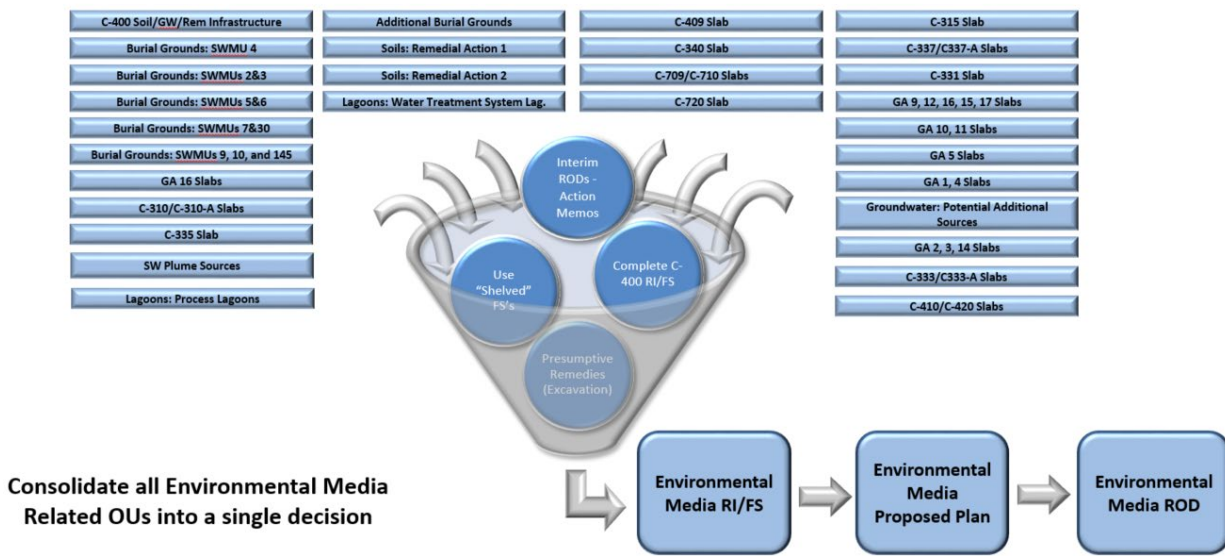 C-400 Soil/GW/Rem Infrastructure
Burial Grounds: SWMU 4
Burial Grounds: SWMUs 2&3
Burial Grounds: SWMUs 5&6
Burial Grounds: SWMUs 7&30
Burial Grounds: SWMUs 9, 10, and 145
GA 16 Slabs
C-310/C-310-A Slabs
C-335 Slab
SW Plume Sources
Lagoons: Process Lagoons
Additional Burial Grounds
Soils: Remedial Action 1
Soils: Remedial Action 2
Lagoons: Water Treatment System Lag.
C-409 Slab
C-340 Slab
C-709/C-710 Slabs
C-720 Slab
C-315 Slab
C-337/C337-A Slabs
C-331 Slab
GA 9, 12, 16, 15, 17 Slabs
GA 10, 11 Slabs
GA 5 Slabs
GA 1, 4 Slabs
Groundwater: Potential Additional
Sources
GA 2, 3, 14 Slabs
C-333/C333-A Slabs
C-410/C-420 Slabs
Interim
RODs -
Action
Memos
Use
"Shelved"
FS's
Complete C-
400 RI/FS
Presumptive
Remedies
(Excavation)
Consolidate all Environmental Media
Related OUs into a single decision
Environmental
Media RI/FS
Environmental
Media
Proposed Plan
Environmental
Media ROD